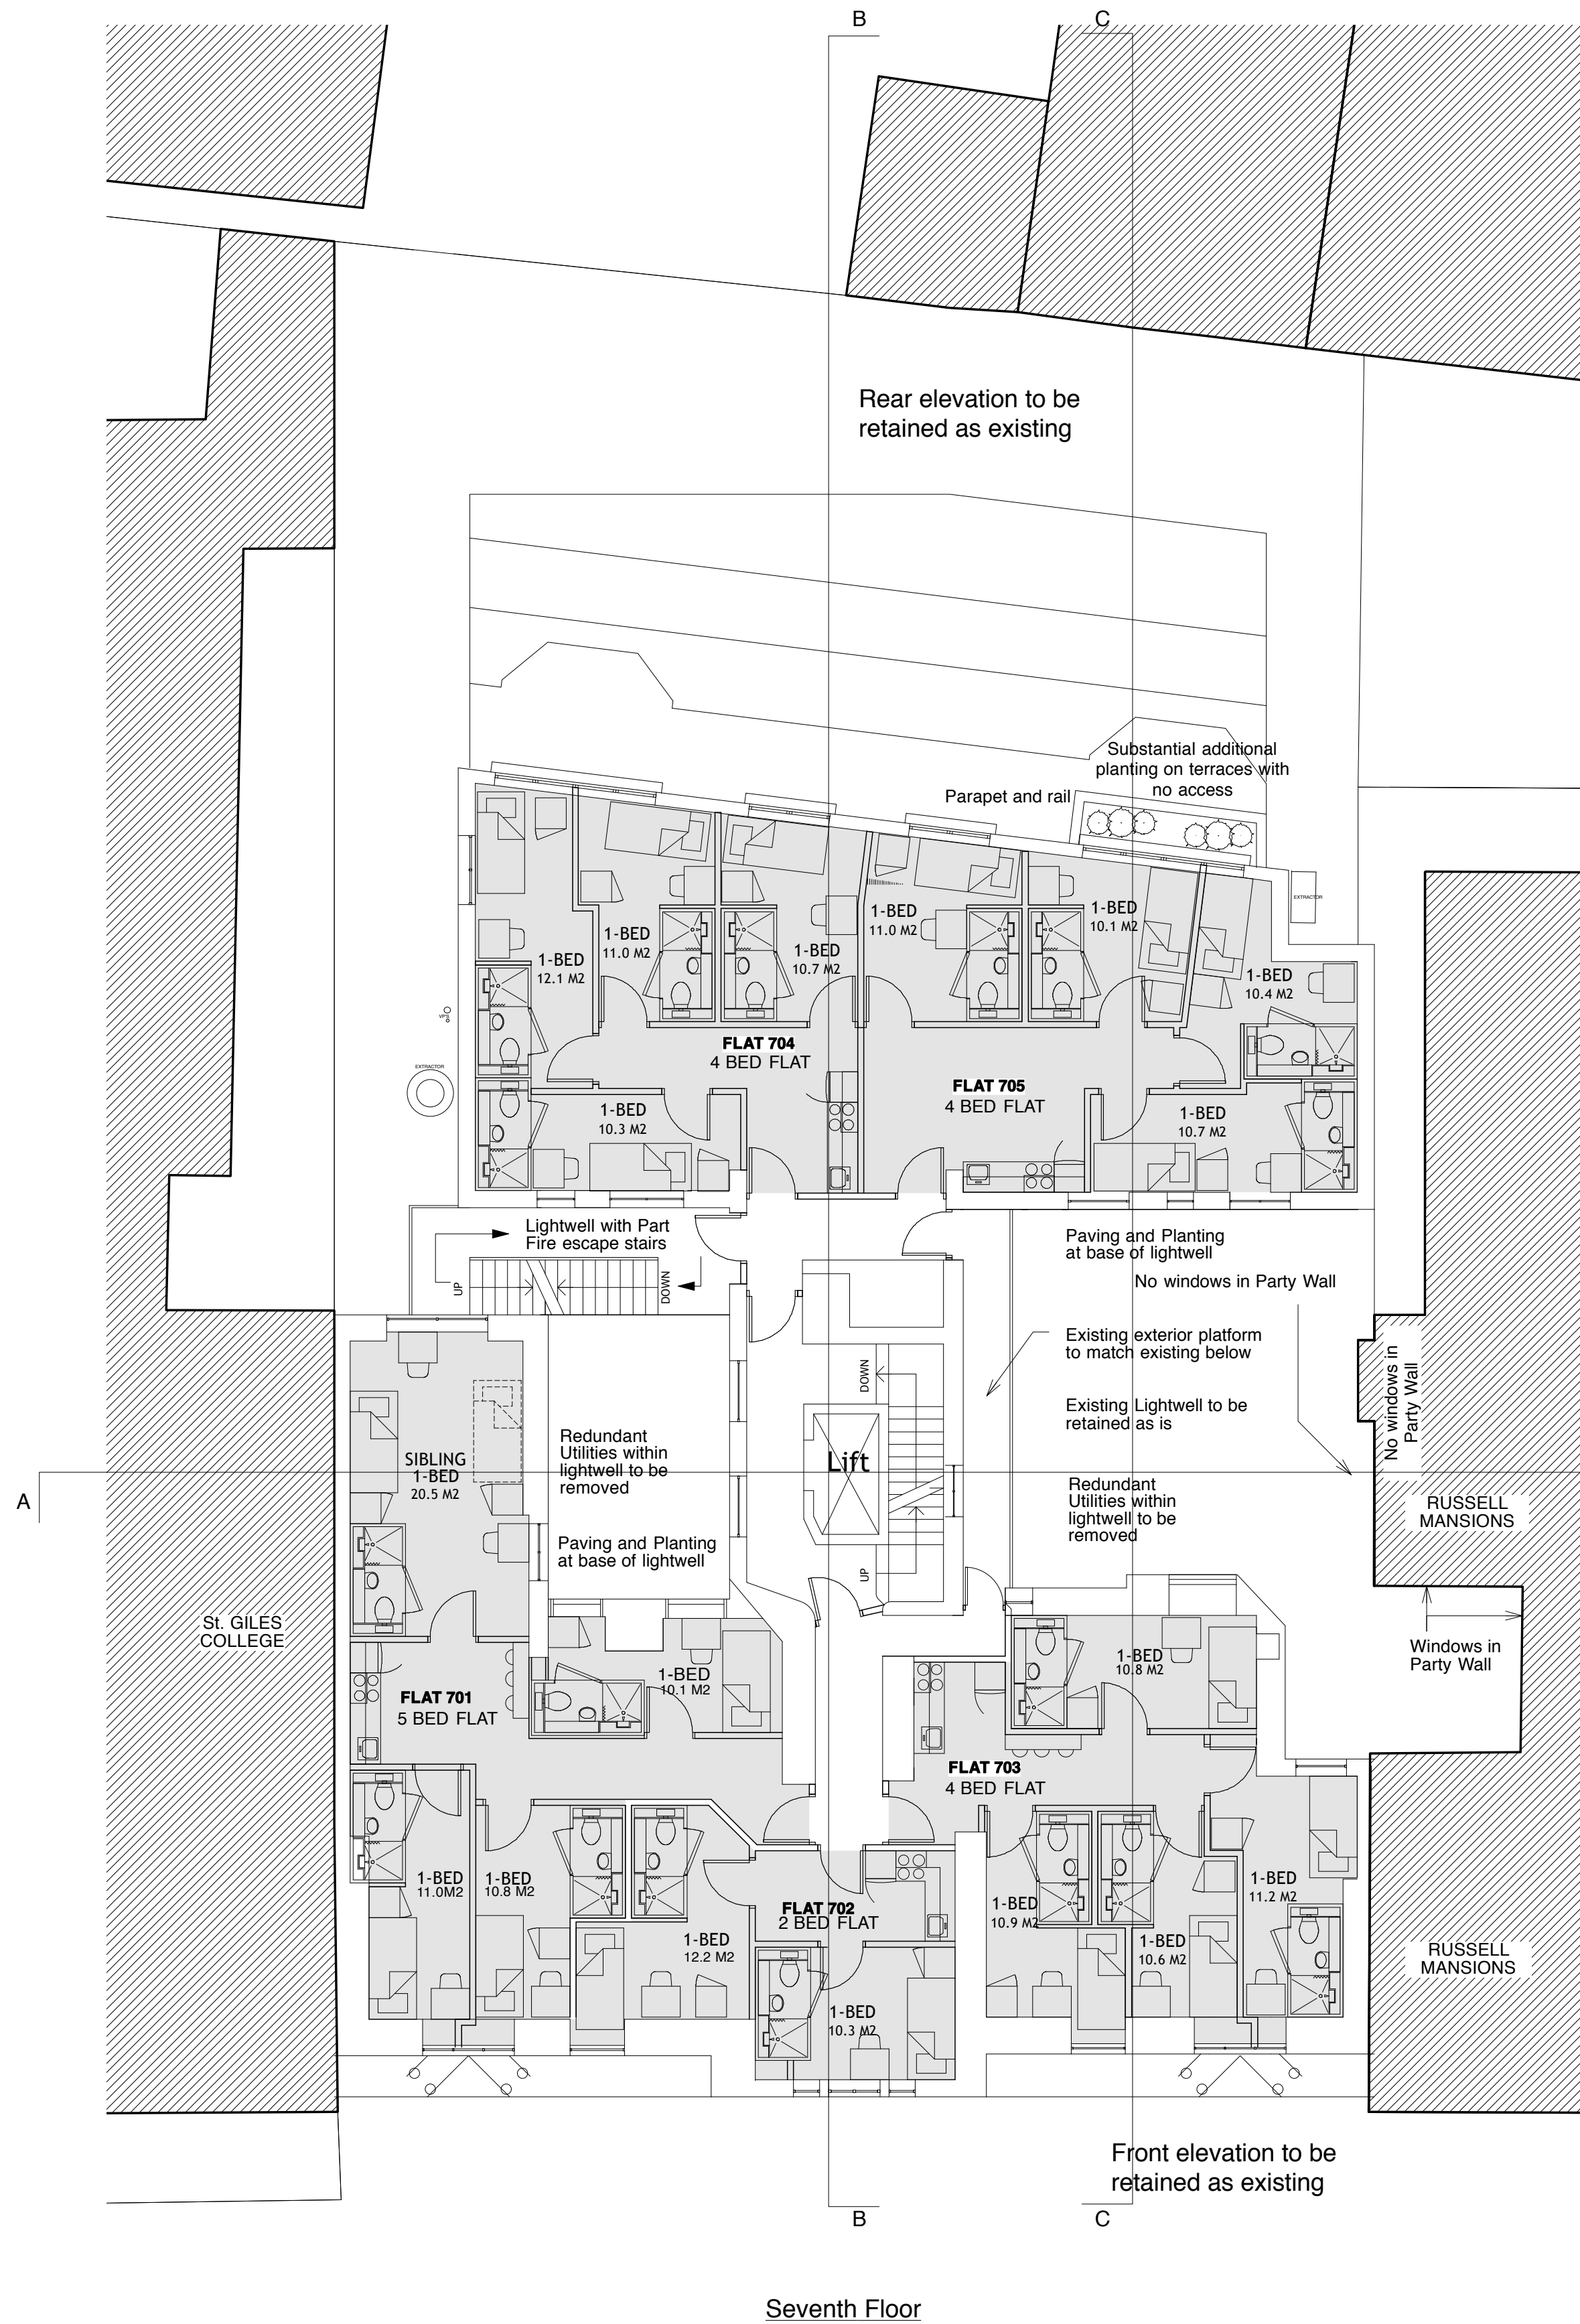 B
C
Rear elevation to be
retained as existing
Substantial additional
planting on terraces with
no access
Parapet and rail
EXTRACTOR
1-BED
12.1 M2
1-BED
11.0 M2
1-BED
10.7 M2
1-BED
11.0 M2
1-BED
10.1 M2
1-BED
10.4 M2
EXTRACTOR
FLAT 704
4 BED FLAT
FLAT 705
4 BED FLAT
1-BED
10.3 M2
1-BED
10.7 M2
Lightwell with Part
Fire escape stairs
UP
DOWN
Paving and Planting
at base of lightwell
No windows in Party Wall
Existing exterior platform
to match existing below
Existing Lightwell to be
retained as is
No windows in
Party Wall
DOWN
Lift
UP
SIBLING
1-BED
20.5 M2
Redundant
Utilities within
lightwell to be
removed
Paving and Planting
at base of lightwell
Redundant
Utilities within
lightwell to be
removed
A
RUSSELL
MANSIONS
St. GILES
COLLEGE
Windows in
Party Wall
FLAT 701
5 BED FLAT
1-BED
10.1 M2
1-BED
10.8 M2
FLAT 703
4 BED FLAT
1-BED
11.0M2
1-BED
10.8 M2
1-BED
12.2 M2
FLAT 702
2 BED FLAT
1-BED
10.3 M2
1-BED
10.9 M2
1-BED
10.6 M2
1-BED
11.2 M2
RUSSELL
MANSIONS
Front elevation to be
retained as existing
B
C
Seventh Floor